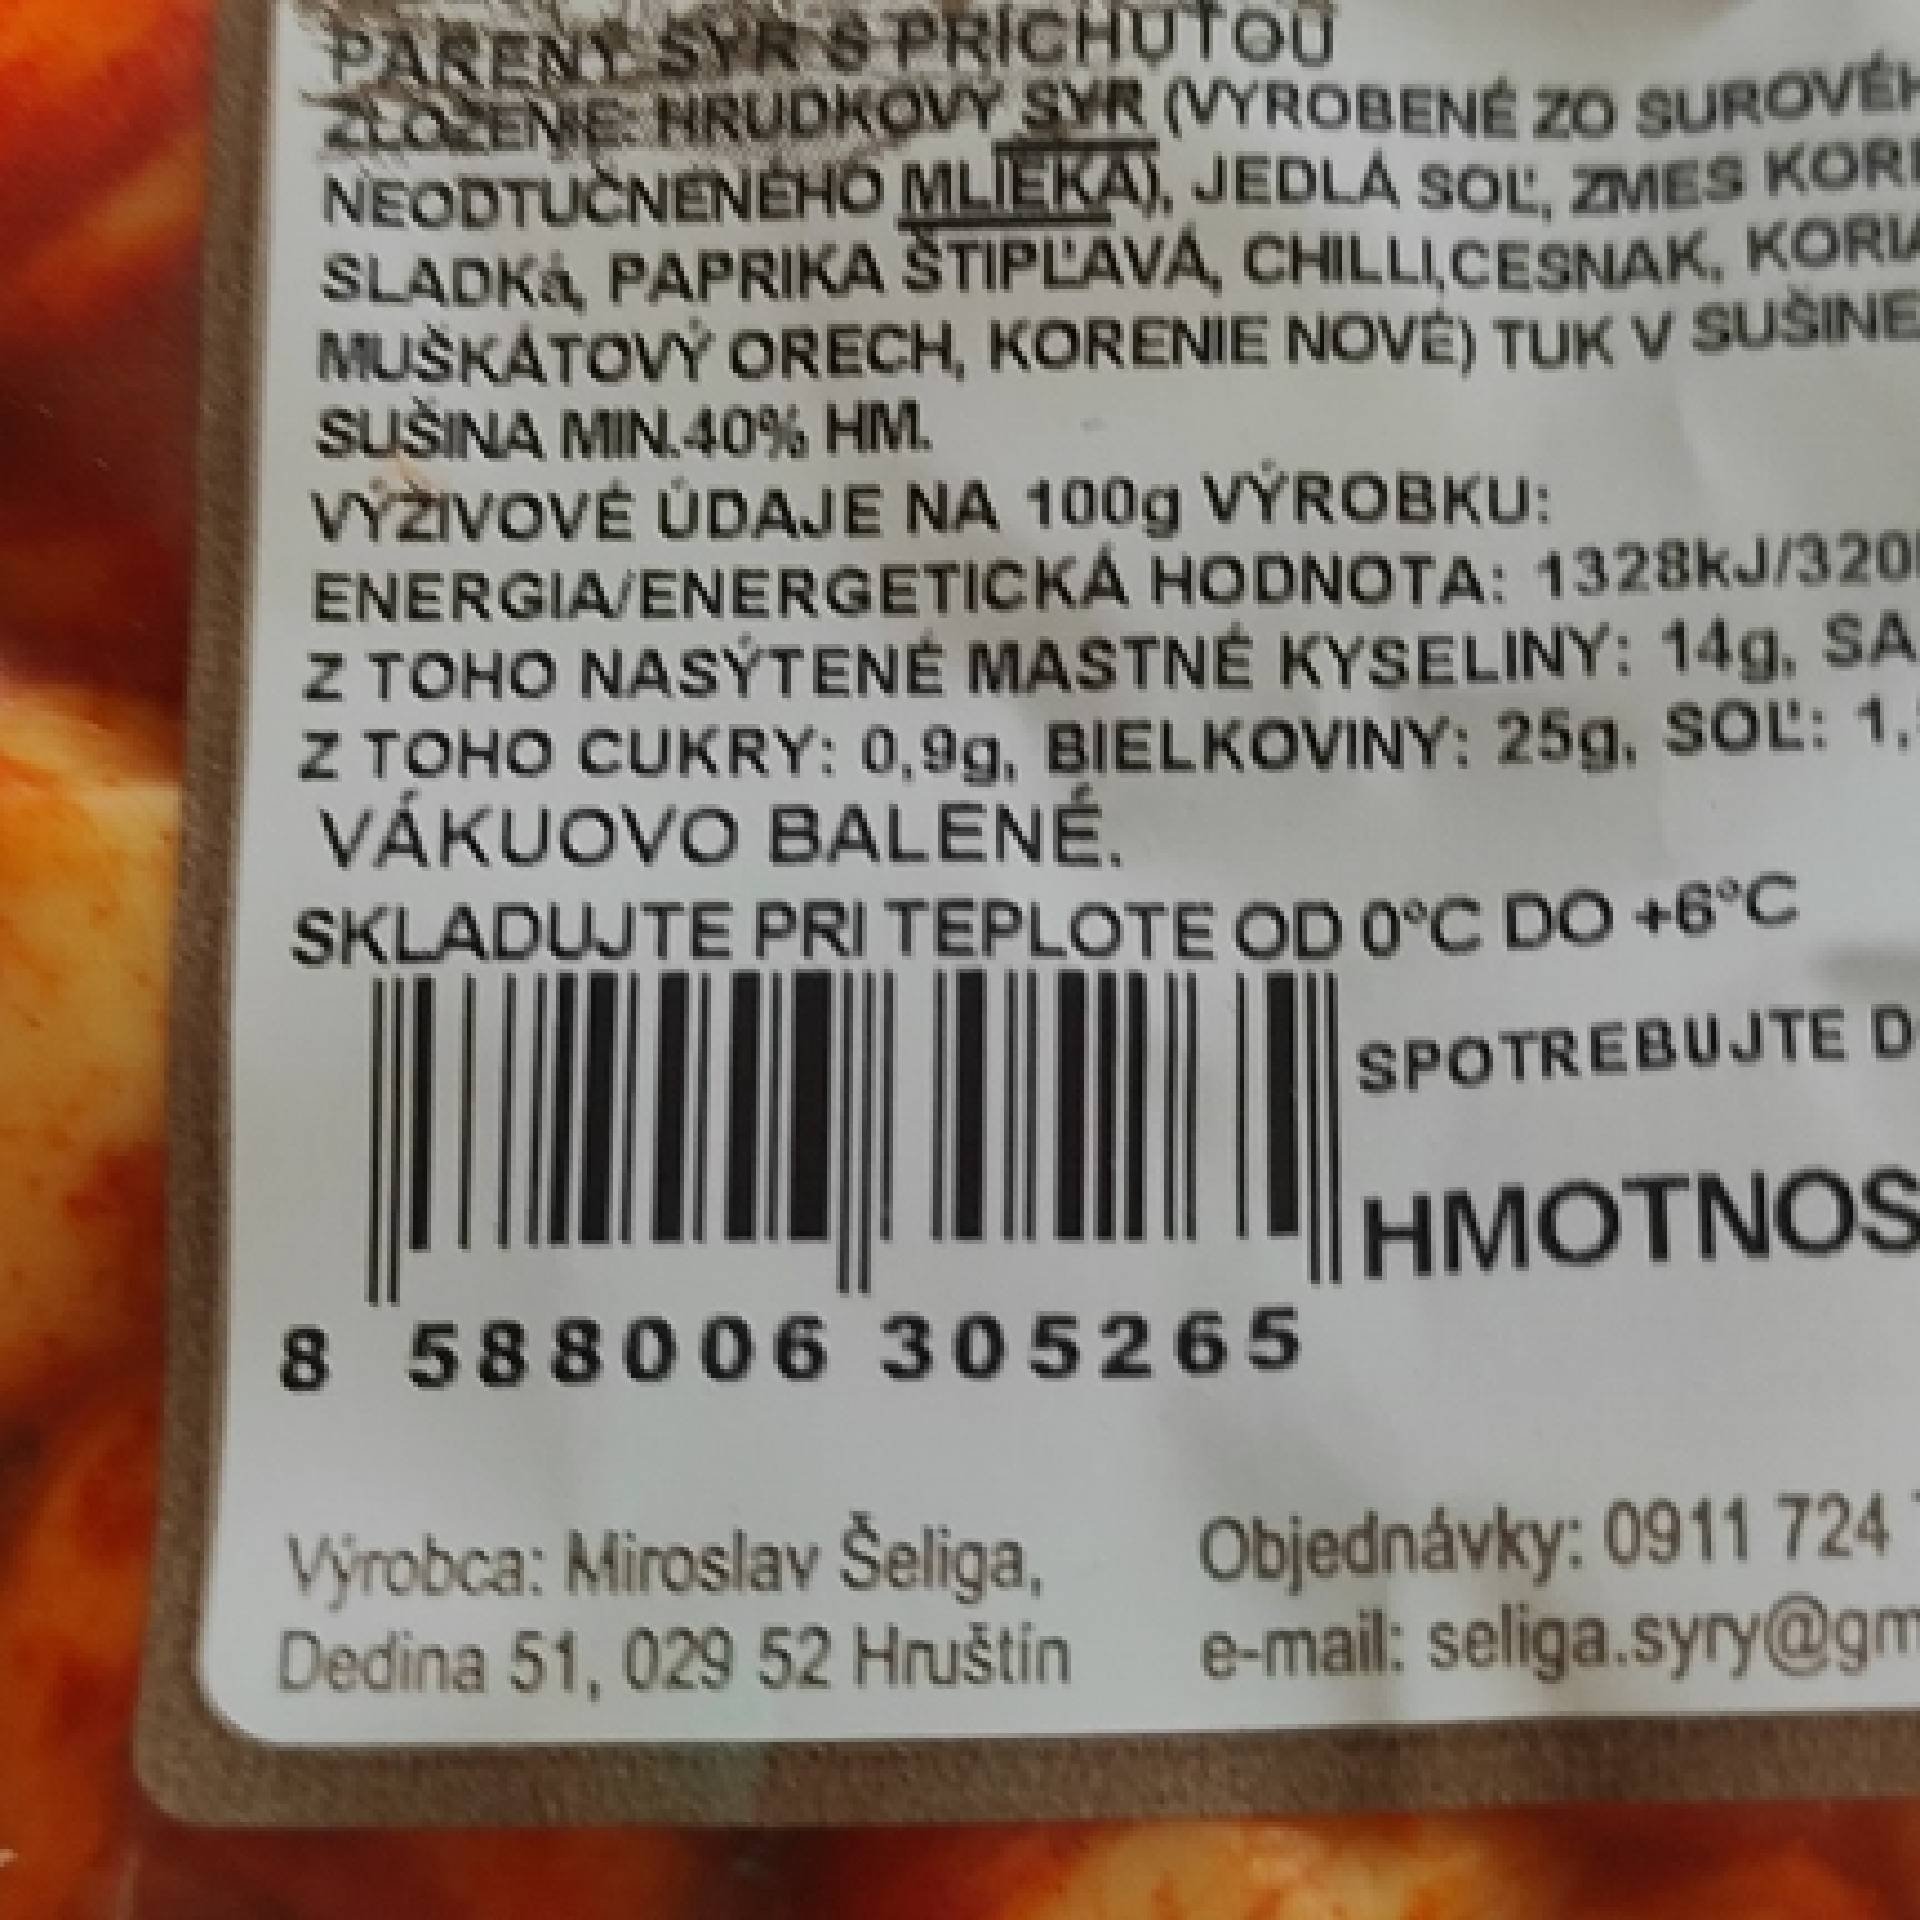 PARENÝ SYR S PRÍCHUŤOU
ZLOŽENIE: HRUDKOVÝ SYR (VYROBENÉ ZO SUROVÉH
NEODTUČNENÉHO MLIEKA), JEDLÁ SOĽ, ZMES KORE
SLADKá, PAPRIKA ŠTIPĽAVÁ, CHILLI,CESNAK, KORIA
MUŠKÁTOVÝ ORECH, KORENIE NOVÉ) TUK V SUŠINE
SUŠINA MIN.40% HM.
VÝŽIVOVÉ ÚDAJE NA 100g VÝROBKU:
ENERGIA/ENERGETICKÁ HODNOTA: 1328kJ/320
Z TOHO NASÝTENÉ MASTNÉ KYSELINY: 14g, SA
Z TOHO CUKRY: 0,9g, BIELKOVINY: 25g, SOĽ: 1,
VÁKUOVO BALENÉ.
SKLADUJTE PRI TEPLOTE OD 0°C DO +6°C
SPOTREBUJTE D
HMOTNOS
8 588006 305265
Výrobca: Miroslav Šeliga,
Dedina 51, 029 52 Hruštín
Objednávky: 0911 724
e-mail: seliga.syry@gm